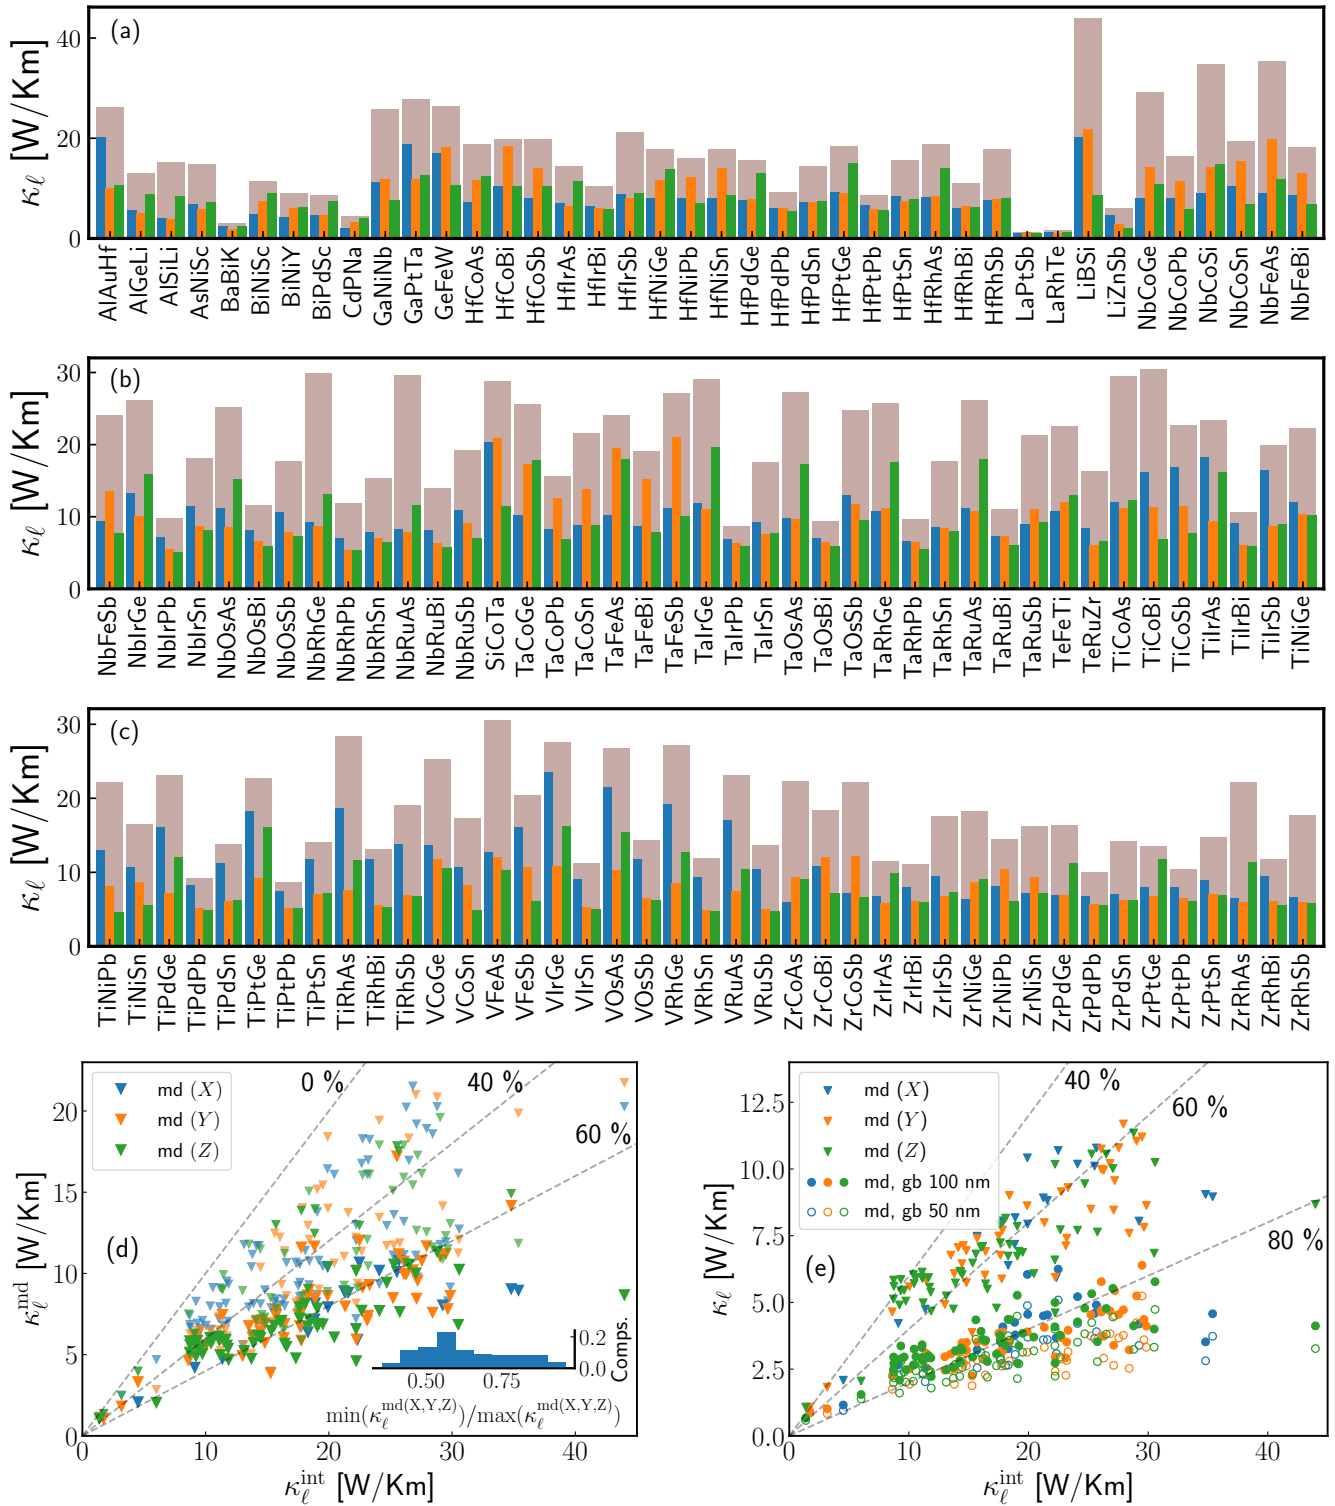 (a)
κℓ [W/Km]
40
20
0
AlAuHf AlGeLi AlSiLi AsNiSc BaBiK BiNiSc BiNiY BiPdSc CdPNa GaNiNb GaPtTa GeFeW HfCoAs HfCoBi HfCoSb HfIrAs HfIrBi HfIrSb HfNiGe HfNiPb HfNiSn HfPdGe HfPdPb HfPdSn HfPtGe HfPtPb HfPtSn HfRhAs HfRhBi HfRhSb LaPtSb LaRhTe LiBSi LiZnSb NbCoGe NbCoPb NbCoSi NbCoSn NbFeAs NbFeBi
(b)
κℓ [W/Km]
30
20
10
0
NbFeSb NbIrGe NbIrPb NbIrSn NbOsAs NbOsBi NbOsSb NbRhGe NbRhPb NbRhSn NbRuAs NbRuBi NbRuSb SiCoTa TaCoGe TaCoPb TaCoSn TaFeAs TaFeBi TaFeSb TaIrGe TaIrPb TaIrSn TaOsAs TaOsBi TaOsSb TaRhGe TaRhPb TaRhSn TaRuAs TaRuBi TaRuSb TeFeTi TeRuZr TiCoAs TiCoBi TiCoSb TiIrAs TiIrBi TiIrSb TiNiGe
(c)
κℓ [W/Km]
30
20
10
0
TiNiPb TiNiSn TiPdGe TiPdPb TiPdSn TiPtGe TiPtPb TiPtSn TiRhAs TiRhBi TiRhSb VCoGe VCoSn VFeAs VFeSb VIrGe VIrSn VOsAs VOsSb VRhGe VRhSn VRuAs VRuSb ZrCoAs ZrCoBi ZrCoSb ZrIrAs ZrIrBi ZrIrSb ZrNiGe ZrNiPb ZrNiSn ZrPdGe ZrPdPb ZrPdSn ZrPtGe ZrPtPb ZrPtSn ZrRhAs ZrRhBi ZrRhSb
md (X)
md (Y)
md (Z)
0 %
40 %
60 %
(d)
κℓ^md [W/Km]
20
15
10
5
0
0 10 20 30 40
κℓ^int [W/Km]
0.2
0.0
Comps.
0.50 0.75
min(κℓ^md(X,Y,Z))/max(κℓ^md(X,Y,Z))
md (X)
md (Y)
md (Z)
md, gb 100 nm
md, gb 50 nm
40 %
60 %
80 %
(e)
κℓ [W/Km]
12.5
10.0
7.5
5.0
2.5
0.0
0 10 20 30 40
κℓ^int [W/Km]